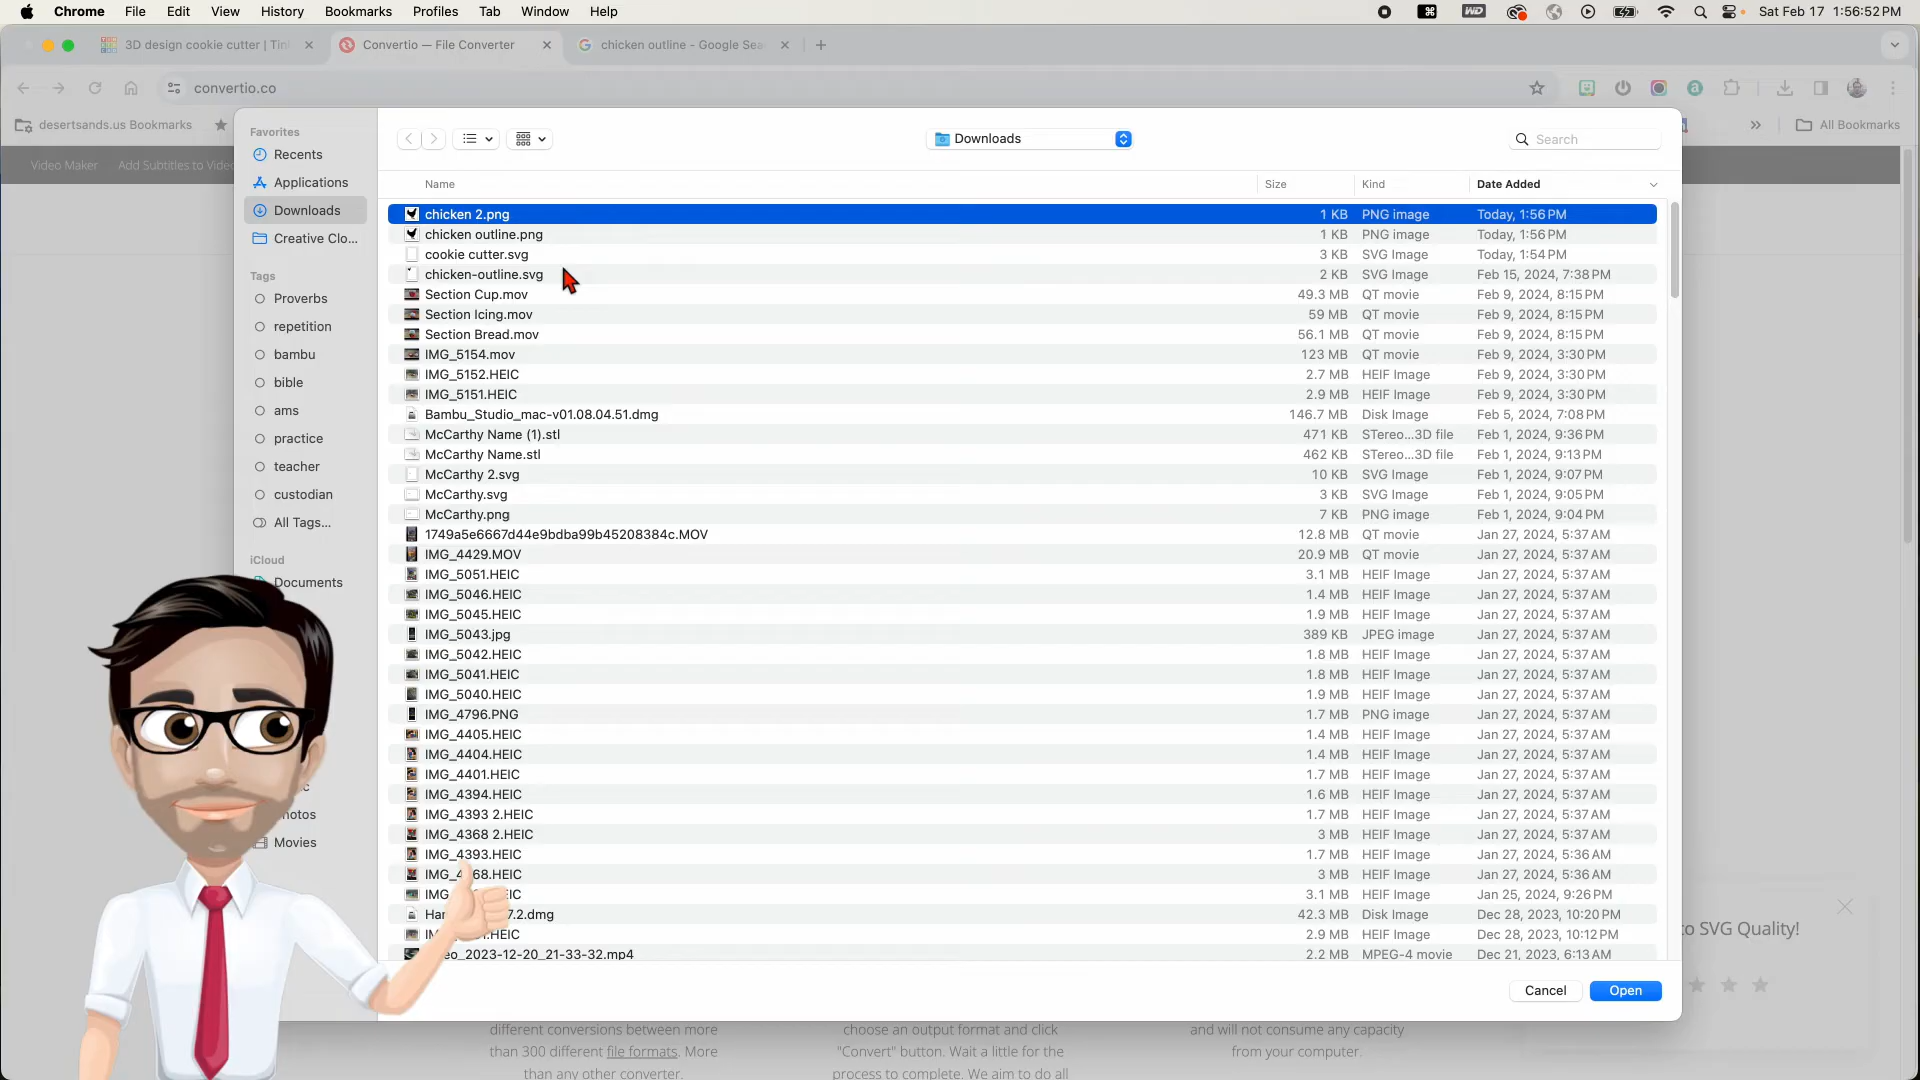 Chrome File Edit View History Bookmarks Profiles Tab Window Help WD Sat Feb 17 1:56:52 PM
3D design cookie cutter | Tin Convertio — File Converter chicken outline - Google Sea
convertio.co
desertsands.us Bookmarks All Bookmarks
Video Maker Add Subtitles to Video
Favorites
Recents
Applications
Downloads
Creative Clo...
Tags
Proverbs
repetition
bambu
bible
ams
practice
teacher
custodian
All Tags...
iCloud
Documents
Movies
Downloads Search
Name Size Kind Date Added
chicken 2.png 1 KB PNG image Today, 1:56 PM
chicken outline.png 1 KB PNG image Today, 1:56 PM
cookie cutter.svg 3 KB SVG Image Today, 1:54 PM
chicken-outline.svg 2 KB SVG Image Feb 15, 2024, 7:38 PM
Section Cup.mov 49.3 MB QT movie Feb 9, 2024, 8:15 PM
Section Icing.mov 59 MB QT movie Feb 9, 2024, 8:15 PM
Section Bread.mov 56.1 MB QT movie Feb 9, 2024, 8:15 PM
IMG_5154.mov 123 MB QT movie Feb 9, 2024, 3:30 PM
IMG_5152.HEIC 2.7 MB HEIF Image Feb 9, 2024, 3:30 PM
IMG_5151.HEIC 2.9 MB HEIF Image Feb 9, 2024, 3:30 PM
Bambu_Studio_mac-v01.08.04.51.dmg 146.7 MB Disk Image Feb 5, 2024, 7:08 PM
McCarthy Name (1).stl 471 KB STereo...3D file Feb 1, 2024, 9:36 PM
McCarthy Name.stl 462 KB STereo...3D file Feb 1, 2024, 9:13 PM
McCarthy 2.svg 10 KB SVG Image Feb 1, 2024, 9:07 PM
McCarthy.svg 3 KB SVG Image Feb 1, 2024, 9:05 PM
McCarthy.png 7 KB PNG image Feb 1, 2024, 9:04 PM
1749a5e6667d44e9bdba99b45208384c.MOV 12.8 MB QT movie Jan 27, 2024, 5:37 AM
IMG_4429.MOV 20.9 MB QT movie Jan 27, 2024, 5:37 AM
IMG_5051.HEIC 3.1 MB HEIF Image Jan 27, 2024, 5:37 AM
IMG_5046.HEIC 1.4 MB HEIF Image Jan 27, 2024, 5:37 AM
IMG_5045.HEIC 1.9 MB HEIF Image Jan 27, 2024, 5:37 AM
IMG_5043.jpg 389 KB JPEG image Jan 27, 2024, 5:37 AM
IMG_5042.HEIC 1.8 MB HEIF Image Jan 27, 2024, 5:37 AM
IMG_5041.HEIC 1.8 MB HEIF Image Jan 27, 2024, 5:37 AM
IMG_5040.HEIC 1.9 MB HEIF Image Jan 27, 2024, 5:37 AM
IMG_4796.PNG 1.7 MB PNG image Jan 27, 2024, 5:37 AM
IMG_4405.HEIC 1.4 MB HEIF Image Jan 27, 2024, 5:37 AM
IMG_4404.HEIC 1.4 MB HEIF Image Jan 27, 2024, 5:37 AM
IMG_4401.HEIC 1.7 MB HEIF Image Jan 27, 2024, 5:37 AM
IMG_4394.HEIC 1.6 MB HEIF Image Jan 27, 2024, 5:37 AM
IMG_4393 2.HEIC 1.7 MB HEIF Image Jan 27, 2024, 5:37 AM
IMG_4368 2.HEIC 3 MB HEIF Image Jan 27, 2024, 5:37 AM
IMG_4393.HEIC 1.7 MB HEIF Image Jan 27, 2024, 5:36 AM
3 MB HEIF Image Jan 27, 2024, 5:36 AM
3.1 MB HEIF Image Jan 25, 2024, 9:26 PM
42.3 MB Disk Image Dec 28, 2023, 10:20 PM
2.9 MB HEIF Image Dec 28, 2023, 10:12 PM
2.2 MB MPEG-4 movie Dec 21, 2023, 6:13 AM
Cancel Open
to SVG Quality!
different conversions between more
than 300 different file formats. More
than any other converter.
choose an output format and click
"Convert" button. Wait a little for the
process to complete. We aim to do all
and will not consume any capacity
from your computer.